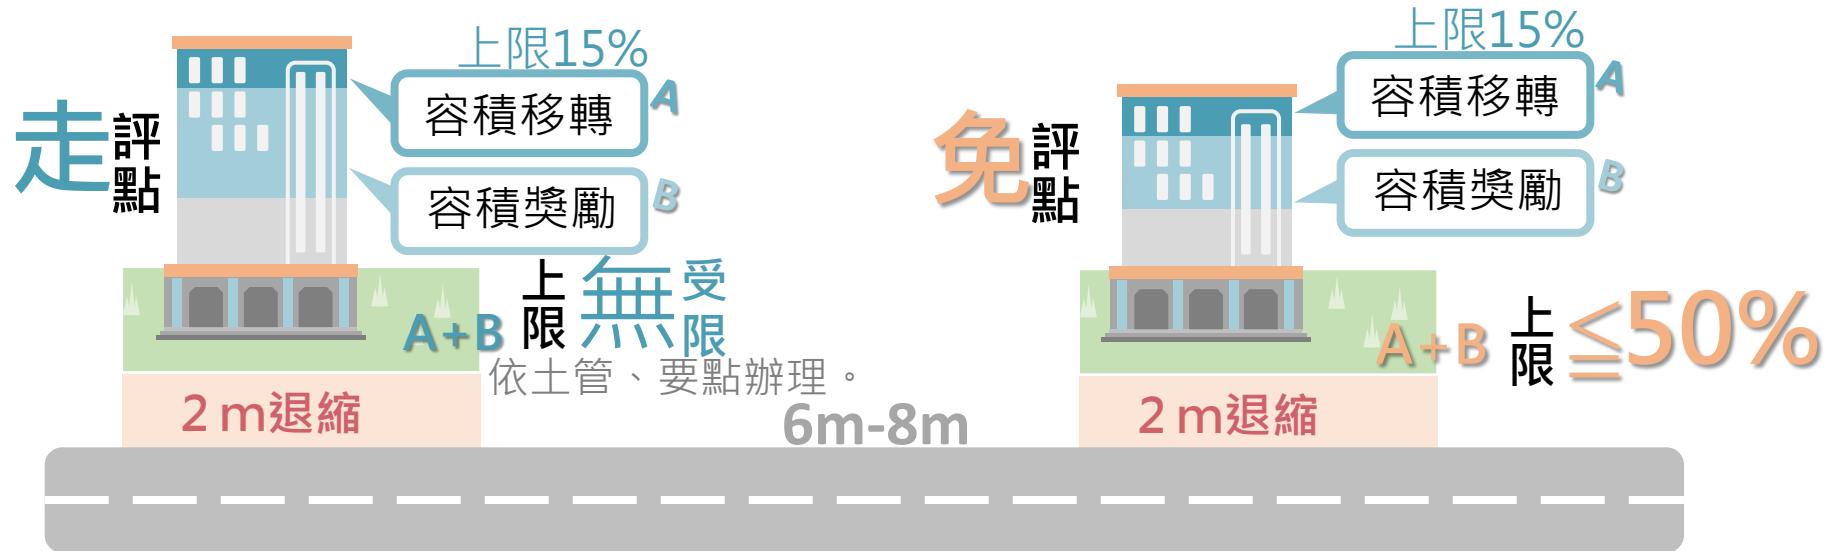 走評點
上限15%
容積移轉
A
容積獎勵
B
A+B 上限 無受限
依土管、要點辦理。
2m退縮
6m-8m
免評點
上限15%
容積移轉
A
容積獎勵
B
A+B 上限 ≦50%
2m退縮